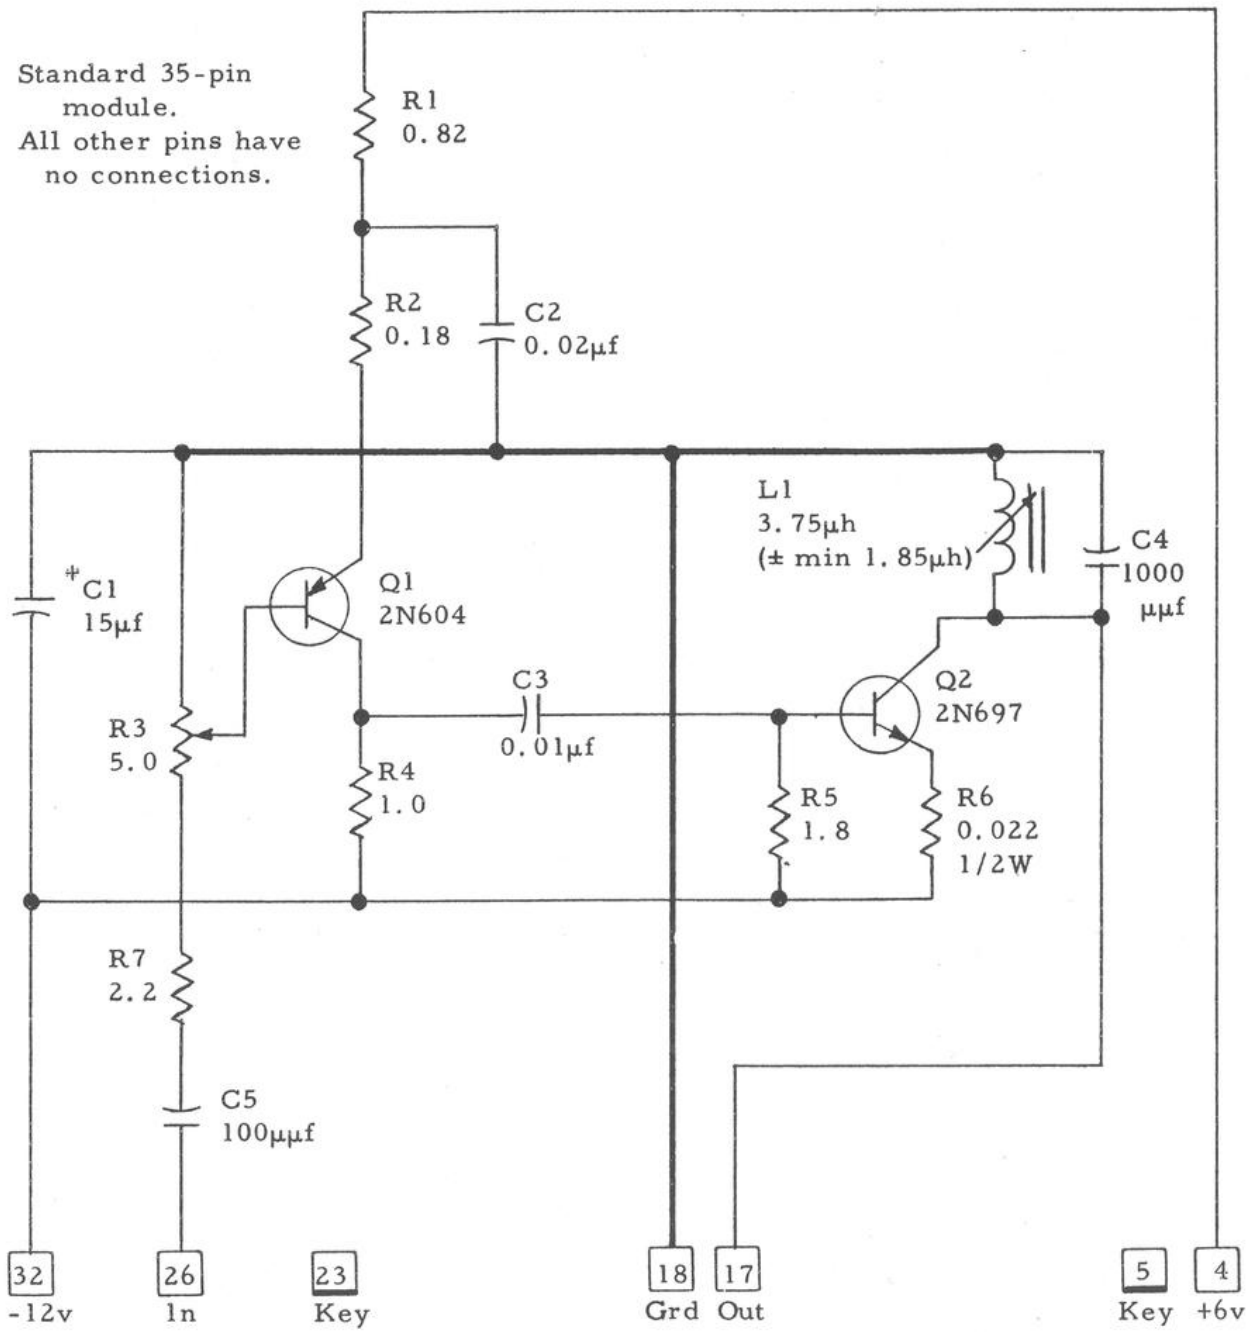 Standard 35-pin
module.
All other pins have
no connections.
R1
0.82
R2
0.18
C2
0.02μf
L1
3.75μh
(± min 1.85μh)
C4
1000
μμf
+C1
15μf
Q1
2N604
Q2
2N697
C3
0.01μf
R3
5.0
R4
1.0
R5
1.8
R6
0.022
1/2W
R7
2.2
C5
100μμf
32
-12v
26
In
23
Key
18
Grd
17
Out
5
Key
4
+6v